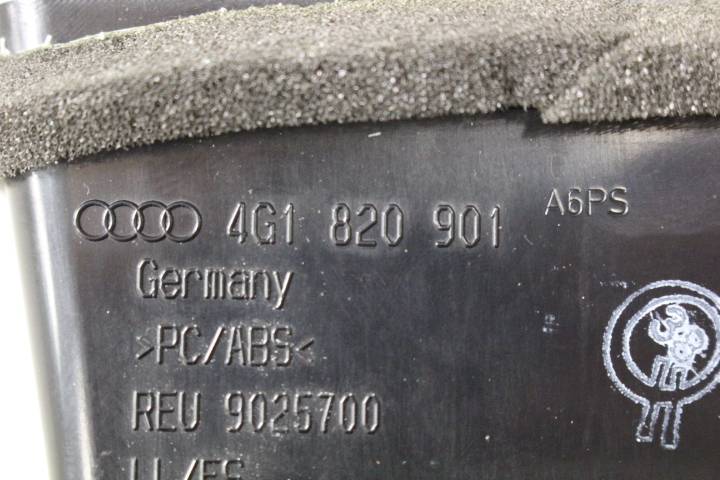 4G1 820 901 A6PS
Germany
>PC/ABS<
REU 9025700